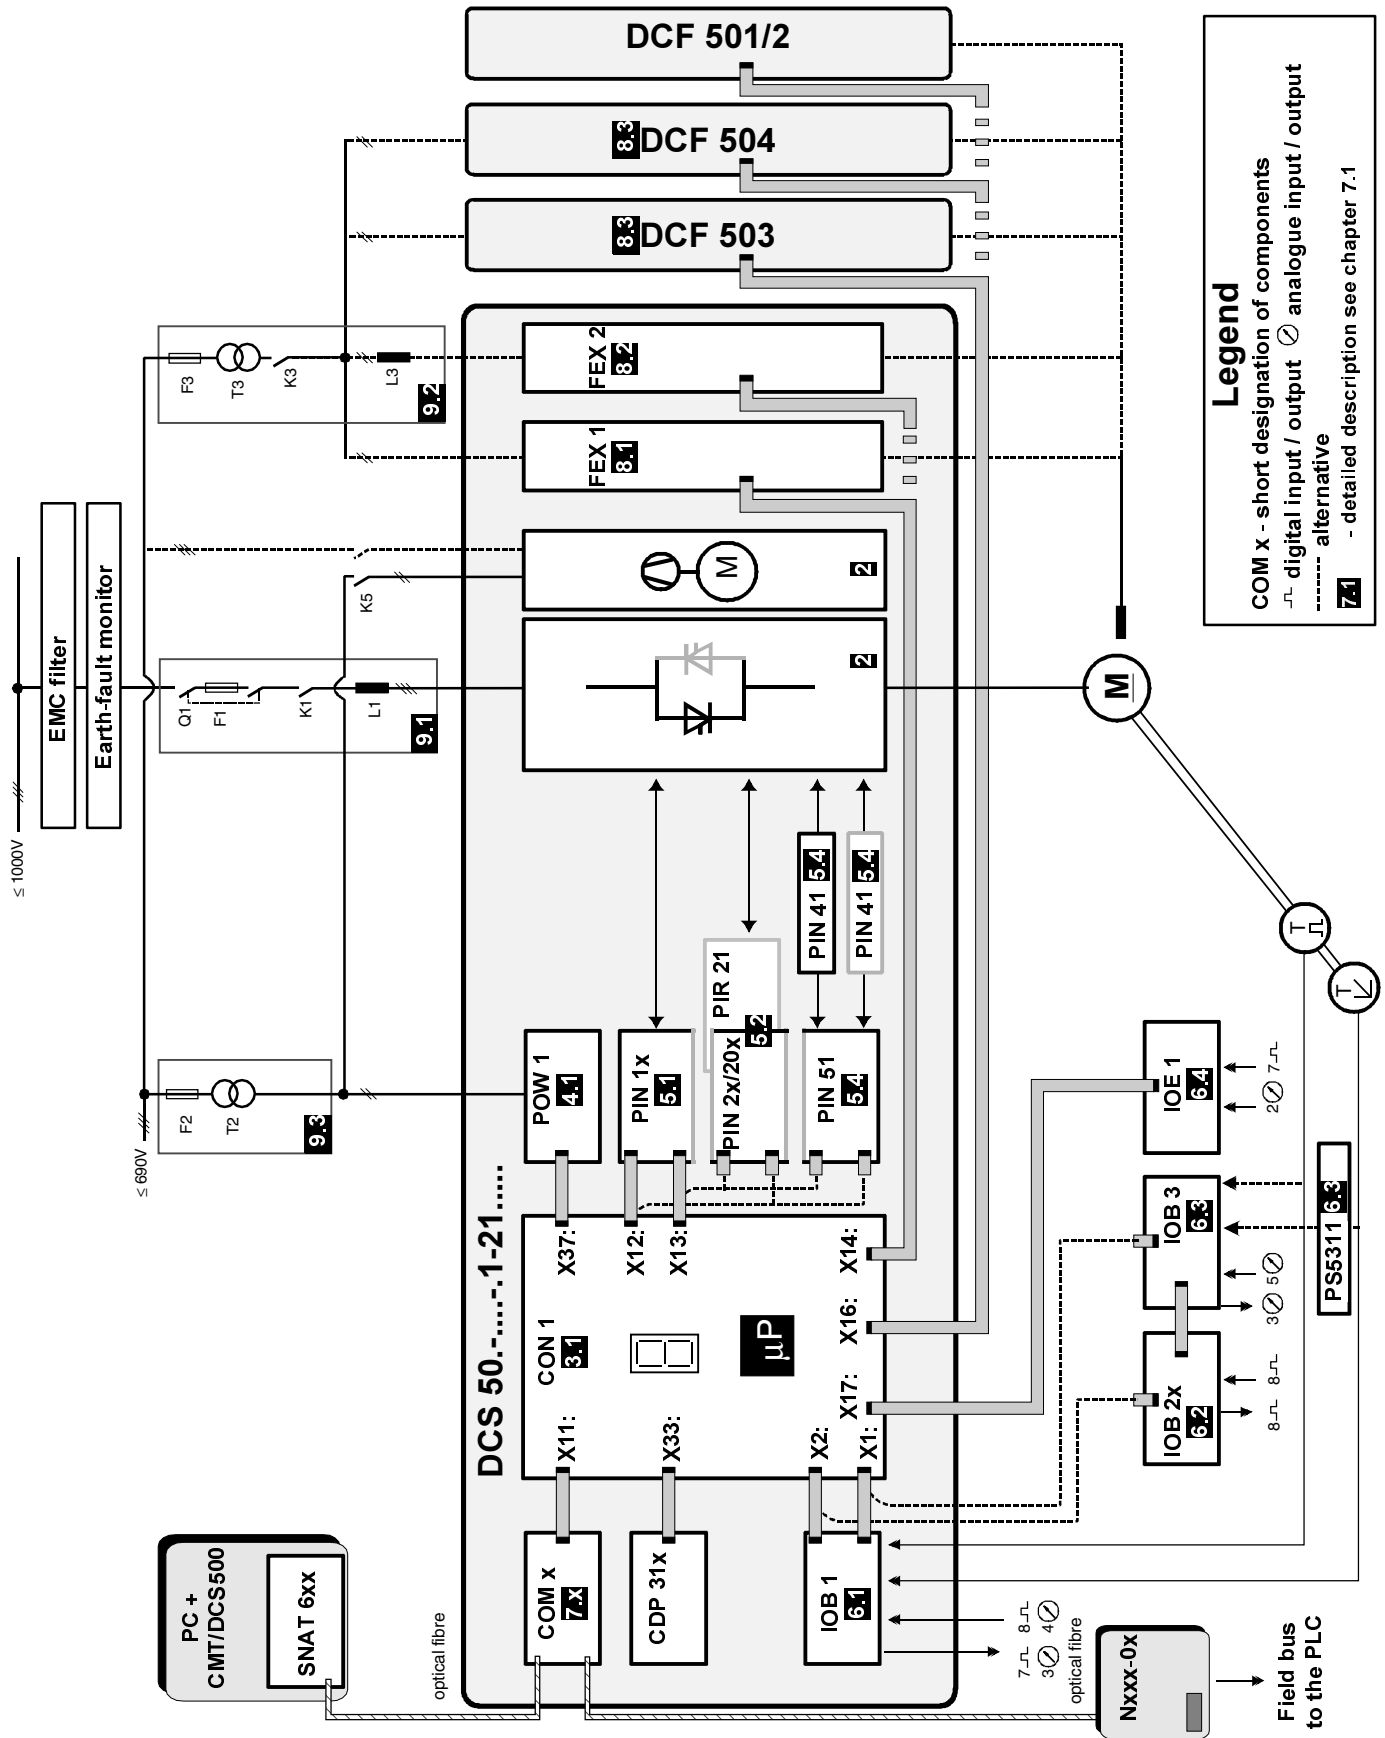 ≤ 1000V
EMC filter
Earth-fault monitor
≤ 690V
F2
T2
9.3
Q1
F1
K1
L1
9.1
K5
F3
T3
K3
L3
9.2
PC +
CMT/DCS500
SNAT 6xx
optical fibre
DCS 50.-....-.1-21.....
COM x
7.x
CDP 31x
IOB 1
6.1
X11:
X33:
X2:
X1:
X17:
X16:
X14:
X37:
X12:
X13:
CON 1
3.1
µP
POW 1
4.1
PIN 1x
5.1
PIN 2x/20x
5.2
PIR 21
PIN 51
5.4
PIN 41 5.4
PIN 41 5.4
2
M
2
FEX 1
8.1
FEX 2
8.2
8.3 DCF 503
8.3 DCF 504
DCF 501/2
7 8
3 4
optical fibre
Nxxx-0x
Field bus
to the PLC
IOB 2x
6.2
8 8
IOB 3
6.3
3 5
IOE 1
6.4
2 7
PS5311 6.3
T
T
M
Legend
COM x - short designation of components
digital input / output analogue input / output
alternative
7.1 - detailed description see chapter 7.1